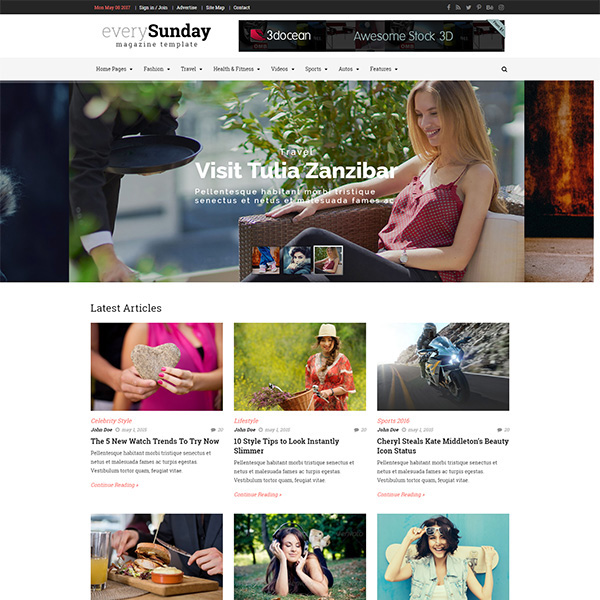 Mon May 08 2017 Sign in / Join Advertise Site Map Contact
everySunday
magazine template
3docean Awesome Stock 3D
Home Pages Fashion Travel Health & Fitness Videos Sports Autos Features
Travel
Visit Tulia Zanzibar
Pellentesque habitant morbi tristique
senectus et netus et malesuada fames ac
Latest Articles
Celebrity Style
John Doe may 1, 2015 20
The 5 New Watch Trends To Try Now
Pellentesque habitant morbi tristique senectus et
netus et malesuada fames ac turpis egestas.
Vestibulum tortor quam, feugiat vitae.
Continue Reading »
Lifestyle
John Doe may 1, 2015 20
10 Style Tips to Look Instantly
Slimmer
Pellentesque habitant morbi tristique senectus et
netus et malesuada fames ac turpis egestas.
Vestibulum tortor quam, feugiat vitae.
Continue Reading »
Sports 2016
John Doe may 1, 2015 20
Cheryl Steals Kate Middleton's Beauty
Icon Status
Pellentesque habitant morbi tristique senectus et
netus et malesuada fames ac turpis egestas.
Vestibulum tortor quam, feugiat vitae.
Continue Reading »